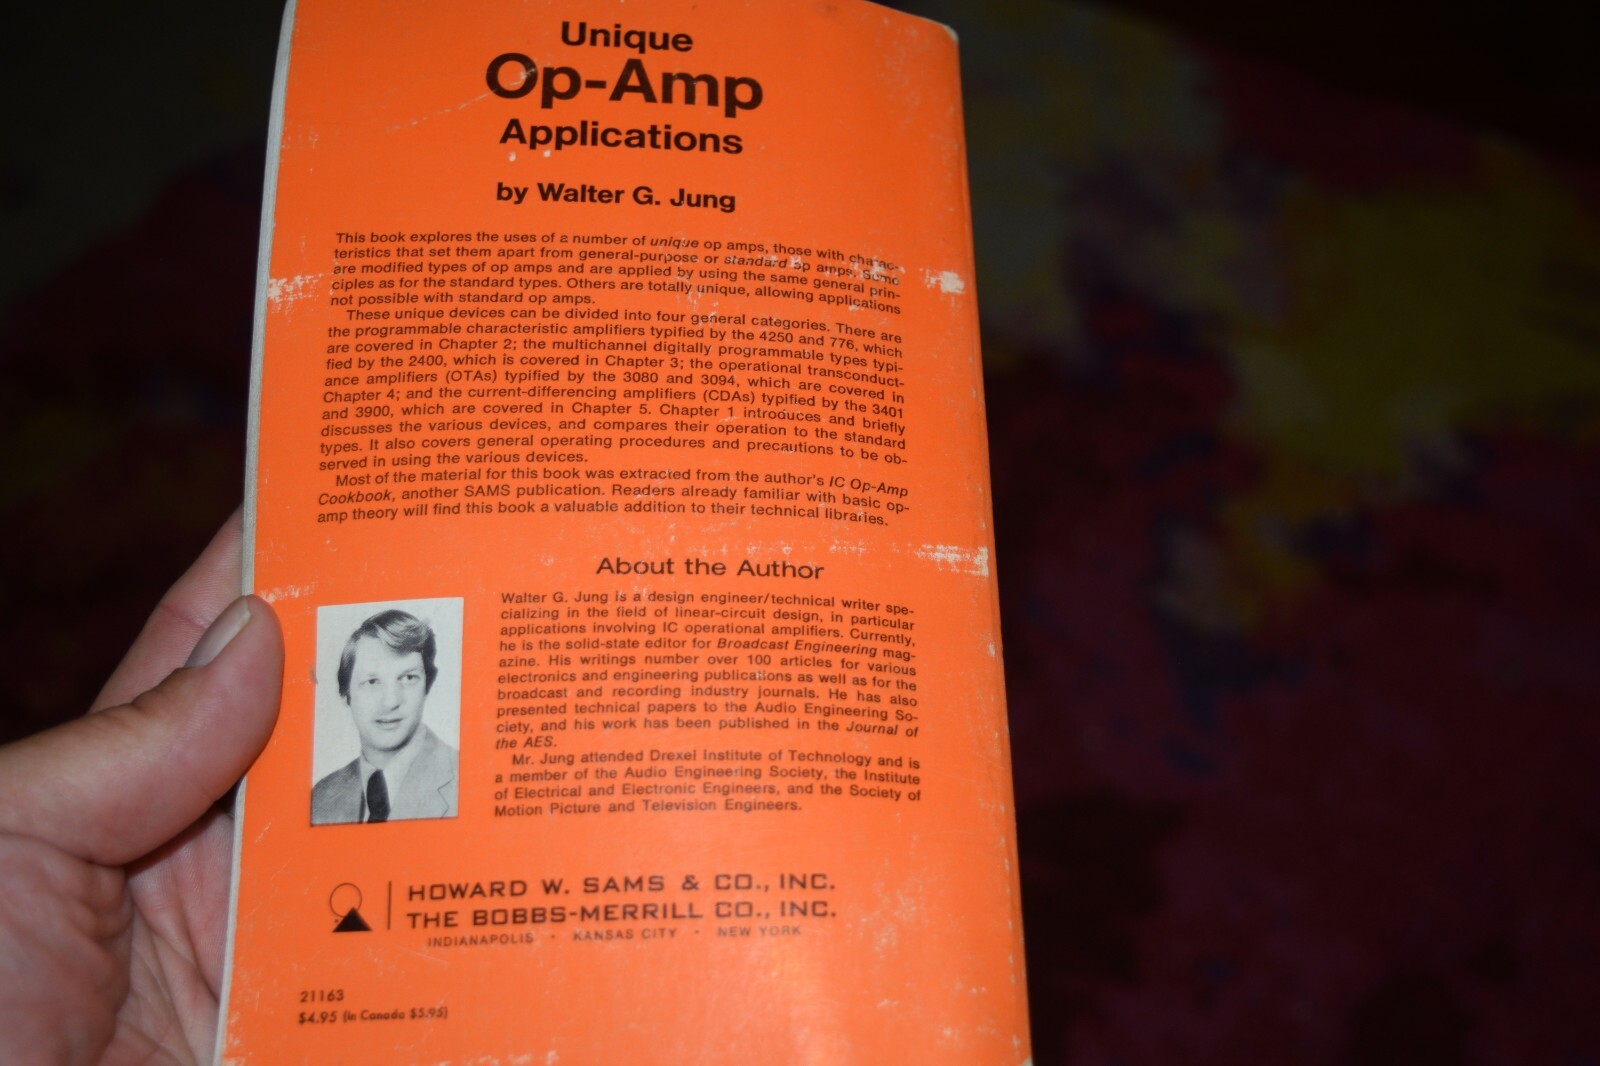 Unique
Op-Amp
Applications
by Walter G. Jung
This book explores the uses of a number of unique op amps, those with charac-
teristics that set them apart from general-purpose or standard op amps. Some
are modified types of op amps and are applied by using the same general prin-
ciples as for the standard types. Others are totally unique, allowing applications
not possible with standard op amps.
These unique devices can be divided into four general categories. There are
the programmable characteristic amplifiers typified by the 4250 and 776, which
are covered in Chapter 2; the multichannel digitally programmable types typi-
fied by the 2400, which is covered in Chapter 3; the operational transconduct-
ance amplifiers (OTAs) typified by the 3080 and 3094, which are covered in
Chapter 4; and the current-differencing amplifiers (CDAs) typified by the 3401
and 3900, which are covered in Chapter 5. Chapter 1 introduces and briefly
discusses the various devices, and compares their operation to the standard
types. It also covers general operating procedures and precautions to be ob-
served in using the various devices.
Most of the material for this book was extracted from the author's IC Op-Amp
Cookbook, another SAMS publication. Readers already familiar with basic op-
amp theory will find this book a valuable addition to their technical libraries.
About the Author
Walter G. Jung is a design engineer/technical writer spe-
cializing in the field of linear-circuit design, in particular
applications involving IC operational amplifiers. Currently,
he is the solid-state editor for Broadcast Engineering mag-
azine. His writings number over 100 articles for various
electronics and engineering publications as well as for the
broadcast and recording industry journals. He has also
presented technical papers to the Audio Engineering So-
ciety, and his work has been published in the Journal of
the AES.
Mr. Jung attended Drexel Institute of Technology and is
a member of the Audio Engineering Society, the Institute
of Electrical and Electronic Engineers, and the Society of
Motion Picture and Television Engineers.
HOWARD W. SAMS & CO., INC.
THE BOBBS-MERRILL CO., INC.
INDIANAPOLIS · KANSAS CITY · NEW YORK
21163
$4.95 (In Canada $5.95)